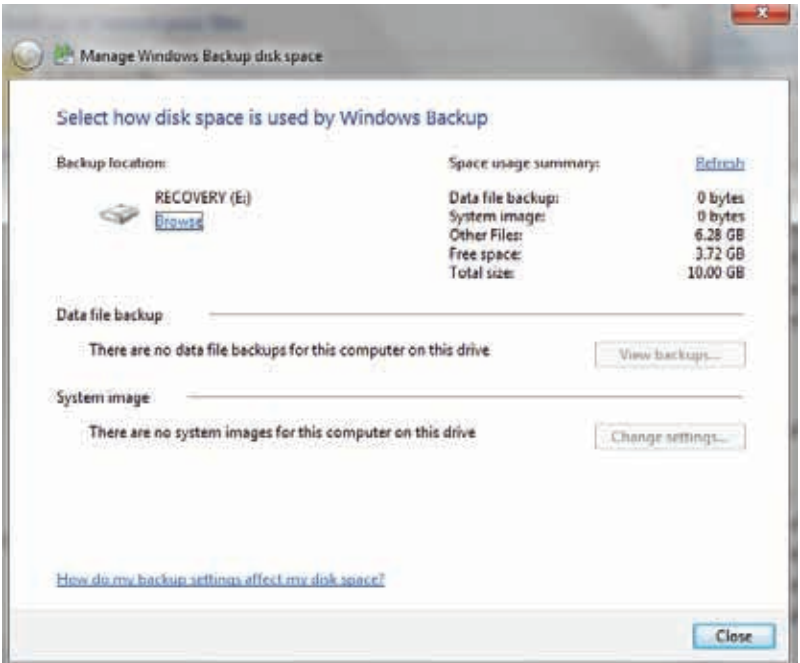 Manage Windows Backup disk space
Select how disk space is used by Windows Backup
Backup location:
Space usage summary:
Refresh
RECOVERY (E:)
Browse
Data file backup: 0 bytes
System image: 0 bytes
Other Files: 6.28 GB
Free space: 3.72 GB
Total size: 10.00 GB
Data file backup
There are no data file backups for this computer on this drive
View backups...
System image
There are no system images for this computer on this drive
Change settings...
How do my backup settings affect my disk space?
Close